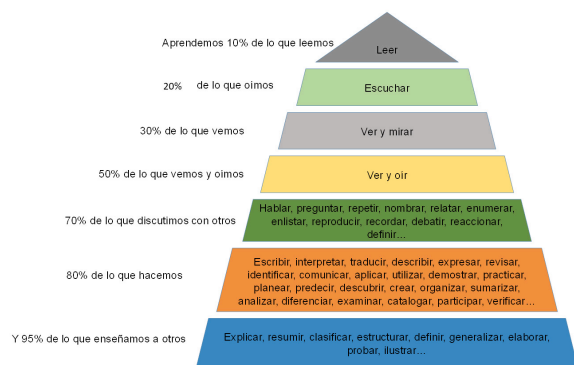 Aprendemos 10% de lo que leemos
Leer
20% de lo que oimos
Escuchar
30% de lo que vemos
Ver y mirar
50% de lo que vemos y oimos
Ver y oir
70% de lo que discutimos con otros
Hablar, preguntar, repetir, nombrar, relatar, enumerar,
enlistar, reproducir, recordar, debatir, reaccionar,
definir...
80% de lo que hacemos
Escribir, interpretar, traducir, describir, expresar, revisar,
identificar, comunicar, aplicar, utilizar, demostrar, practicar,
planear, predecir, descubrir, crear, organizar, sumarizar,
analizar, diferenciar, examinar, catalogar, participar, verificar...
Y 95% de lo que enseñamos a otros
Explicar, resumir, clasificar, estructurar, definir, generalizar, elaborar,
probar, ilustrar...